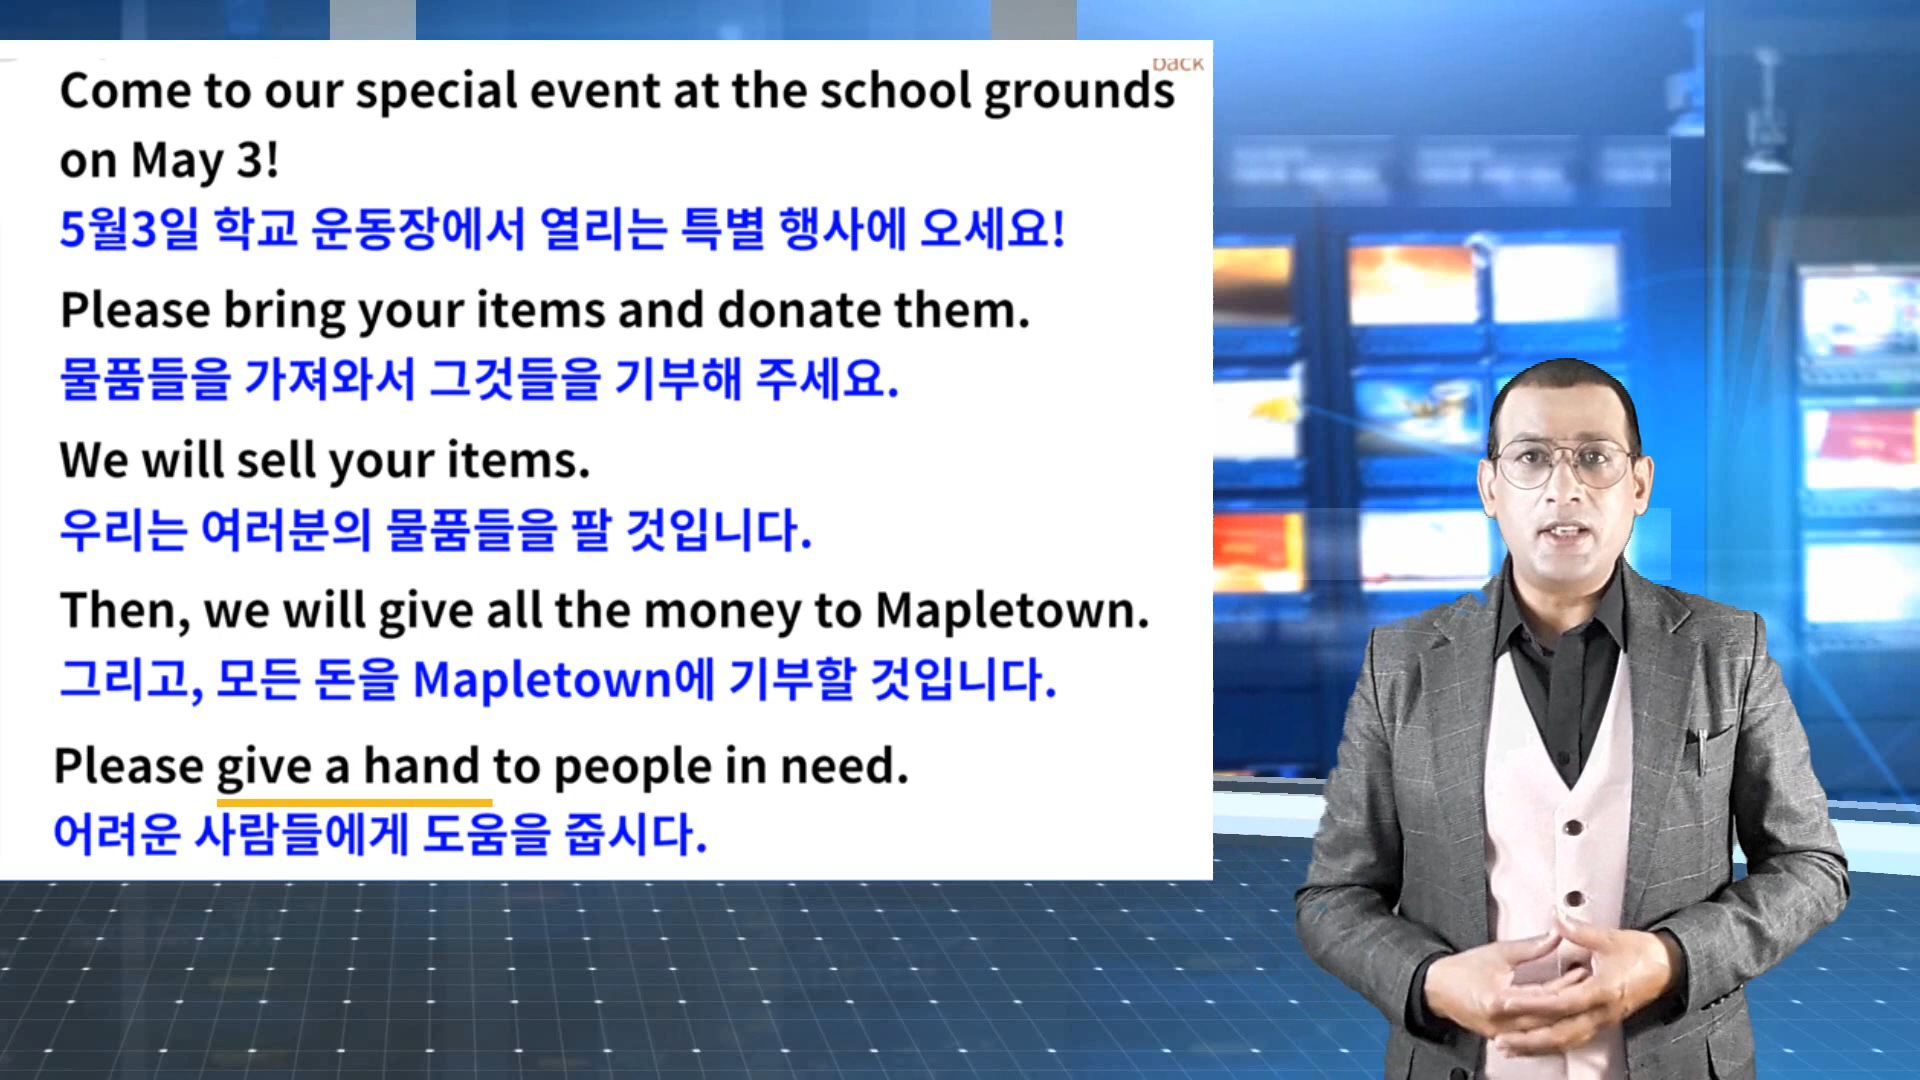 back
Come to our special event at the school grounds
on May 3!
5월3일 학교 운동장에서 열리는 특별 행사에 오세요!
Please bring your items and donate them.
물품들을 가져와서 그것들을 기부해 주세요.
We will sell your items.
우리는 여러분의 물품들을 팔 것입니다.
Then, we will give all the money to Mapletown.
그리고, 모든 돈을 Mapletown에 기부할 것입니다.
Please give a hand to people in need.
어려운 사람들에게 도움을 줍시다.